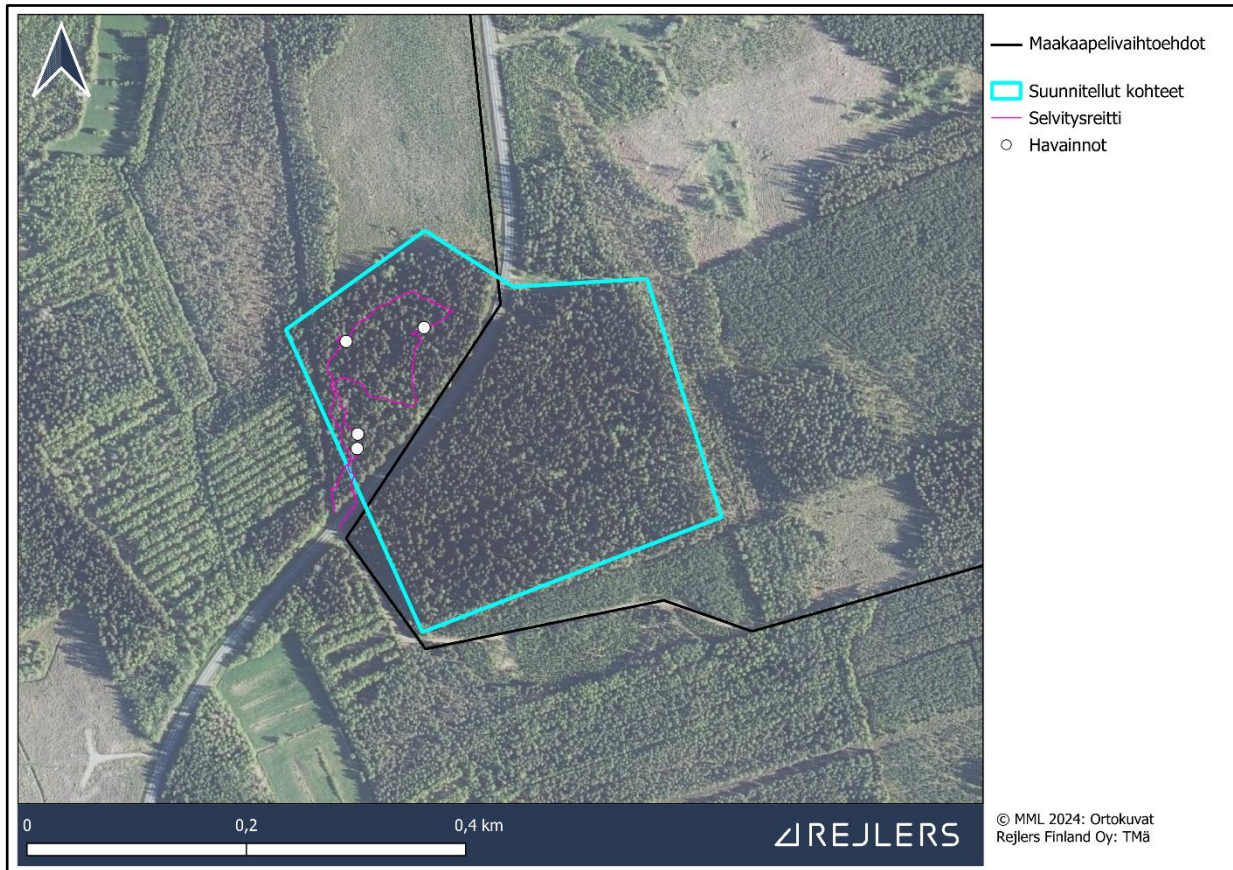 Maakaapelivaihtoehdot
Suunnitellut kohteet
Selvitysreitti
Havainnot
0 0,2 0,4 km
REJLERS
© MML 2024: Ortokuvat
Rejlers Finland Oy: TMä